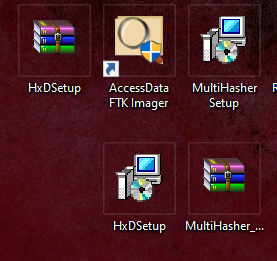 HxDSetup
AccessData
FTK Imager
MultiHasher
Setup
R
HxDSetup
MultiHasher_...